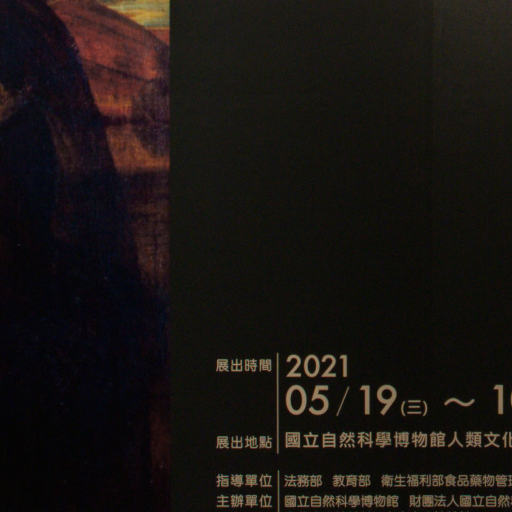 展出時間 2021
05/19(三) ~ 10
展出地點 國立自然科學博物館人類文化
指導單位 法務部 教育部 衛生福利部食品藥物管理
主辦單位 國立自然科學博物館 財團法人國立自然